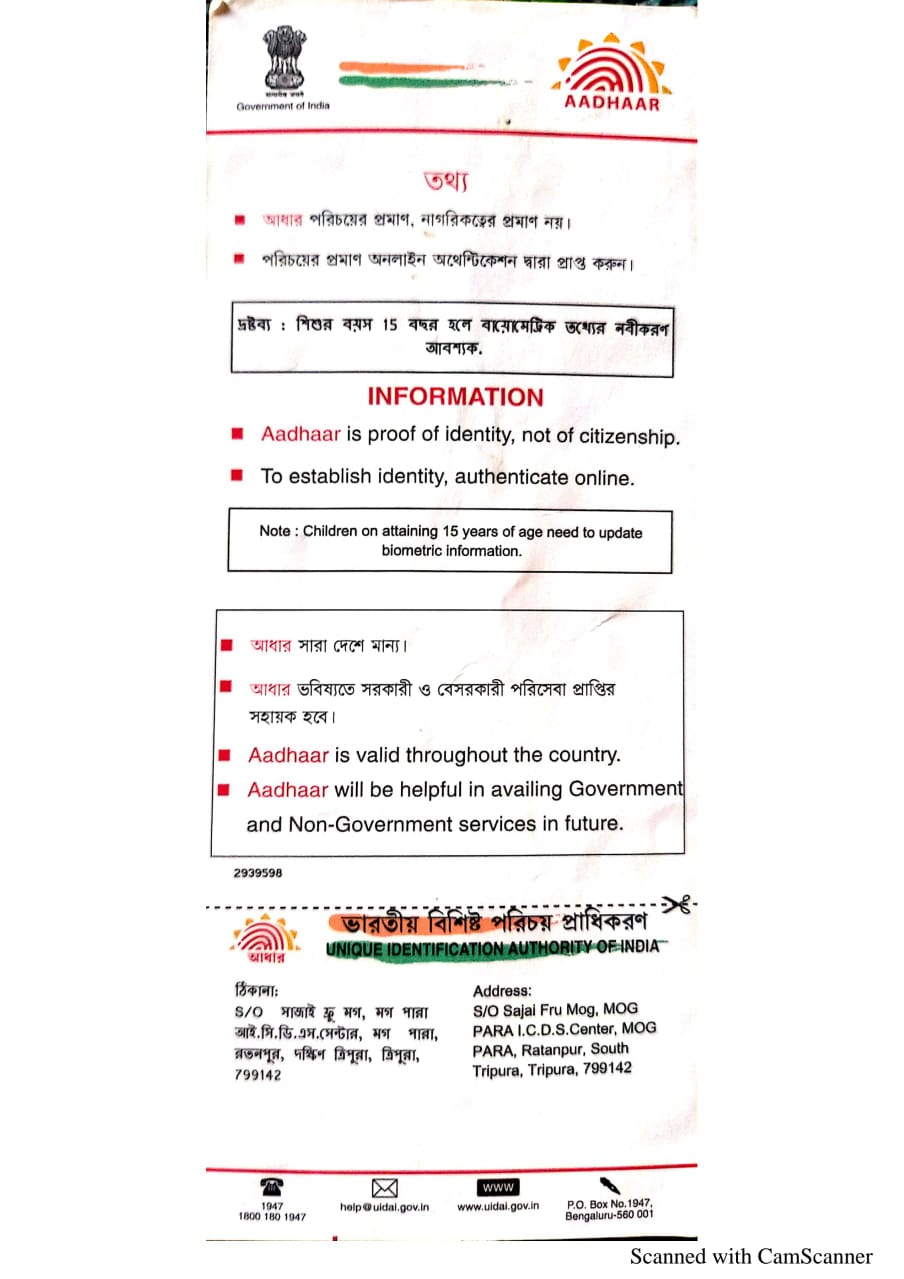 सत्यमेव जयते
Government of India
AADHAAR
তথ্য
আধার পরিচয়ের প্রমাণ, নাগরিকত্বের প্রমাণ নয়।
পরিচয়ের প্রমাণ অনলাইন অথেন্টিকেশন দ্বারা প্রাপ্ত করুন।
দ্রষ্টব্য : শিশুর বয়স 15 বছর হলে বায়োমেট্রিক তথ্যের নবীকরণ
আবশ্যক.
INFORMATION
Aadhaar is proof of identity, not of citizenship.
To establish identity, authenticate online.
Note : Children on attaining 15 years of age need to update
biometric information.
আধার সারা দেশে মান্য।
আধার ভবিষ্যতে সরকারী ও বেসরকারী পরিসেবা প্রাপ্তির
সহায়ক হবে।
Aadhaar is valid throughout the country.
Aadhaar will be helpful in availing Government
and Non-Government services in future.
2939598
ভারতীয় বিশিষ্ট পরিচয় প্রাধিকরণ
আধার
UNIQUE IDENTIFICATION AUTHORITY OF INDIA
ঠিকানা:
S/O সাজাই ফ্রু মগ, মগ পারা
আই.সি.ডি.এস.সেন্টার, মগ পারা,
রতনপুর, দক্ষিণ ত্রিপুরা, ত্রিপুরা,
799142
Address:
S/O Sajai Fru Mog, MOG
PARA I.C.D.S.Center, MOG
PARA, Ratanpur, South
Tripura, Tripura, 799142
1947
1800 180 1947
help@uidai.gov.in
www
www.uidai.gov.in
P.O. Box No.1947,
Bengaluru-560 001
Scanned with CamScanner